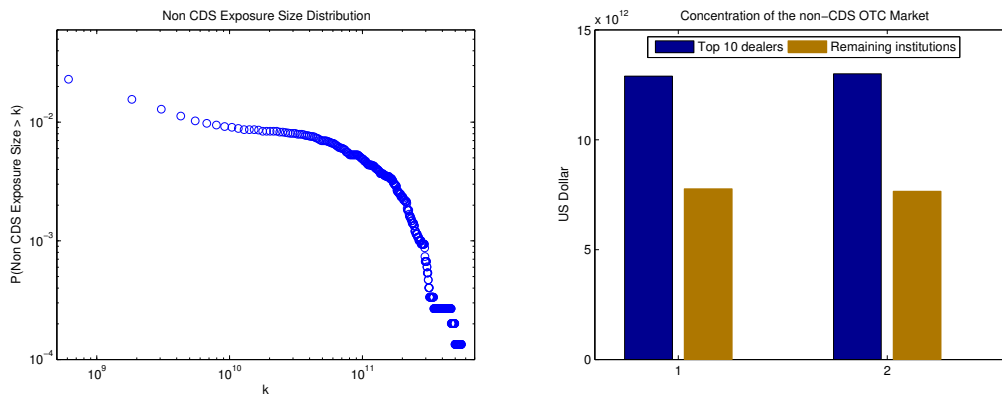 Non CDS Exposure Size Distribution
P(Non CDS Exposure Size > k)
10^-2
10^-3
10^-4
10^9
10^10
10^11
k
Concentration of the non−CDS OTC Market
x 10^12
US Dollar
15
10
5
0
Top 10 dealers
Remaining institutions
1
2